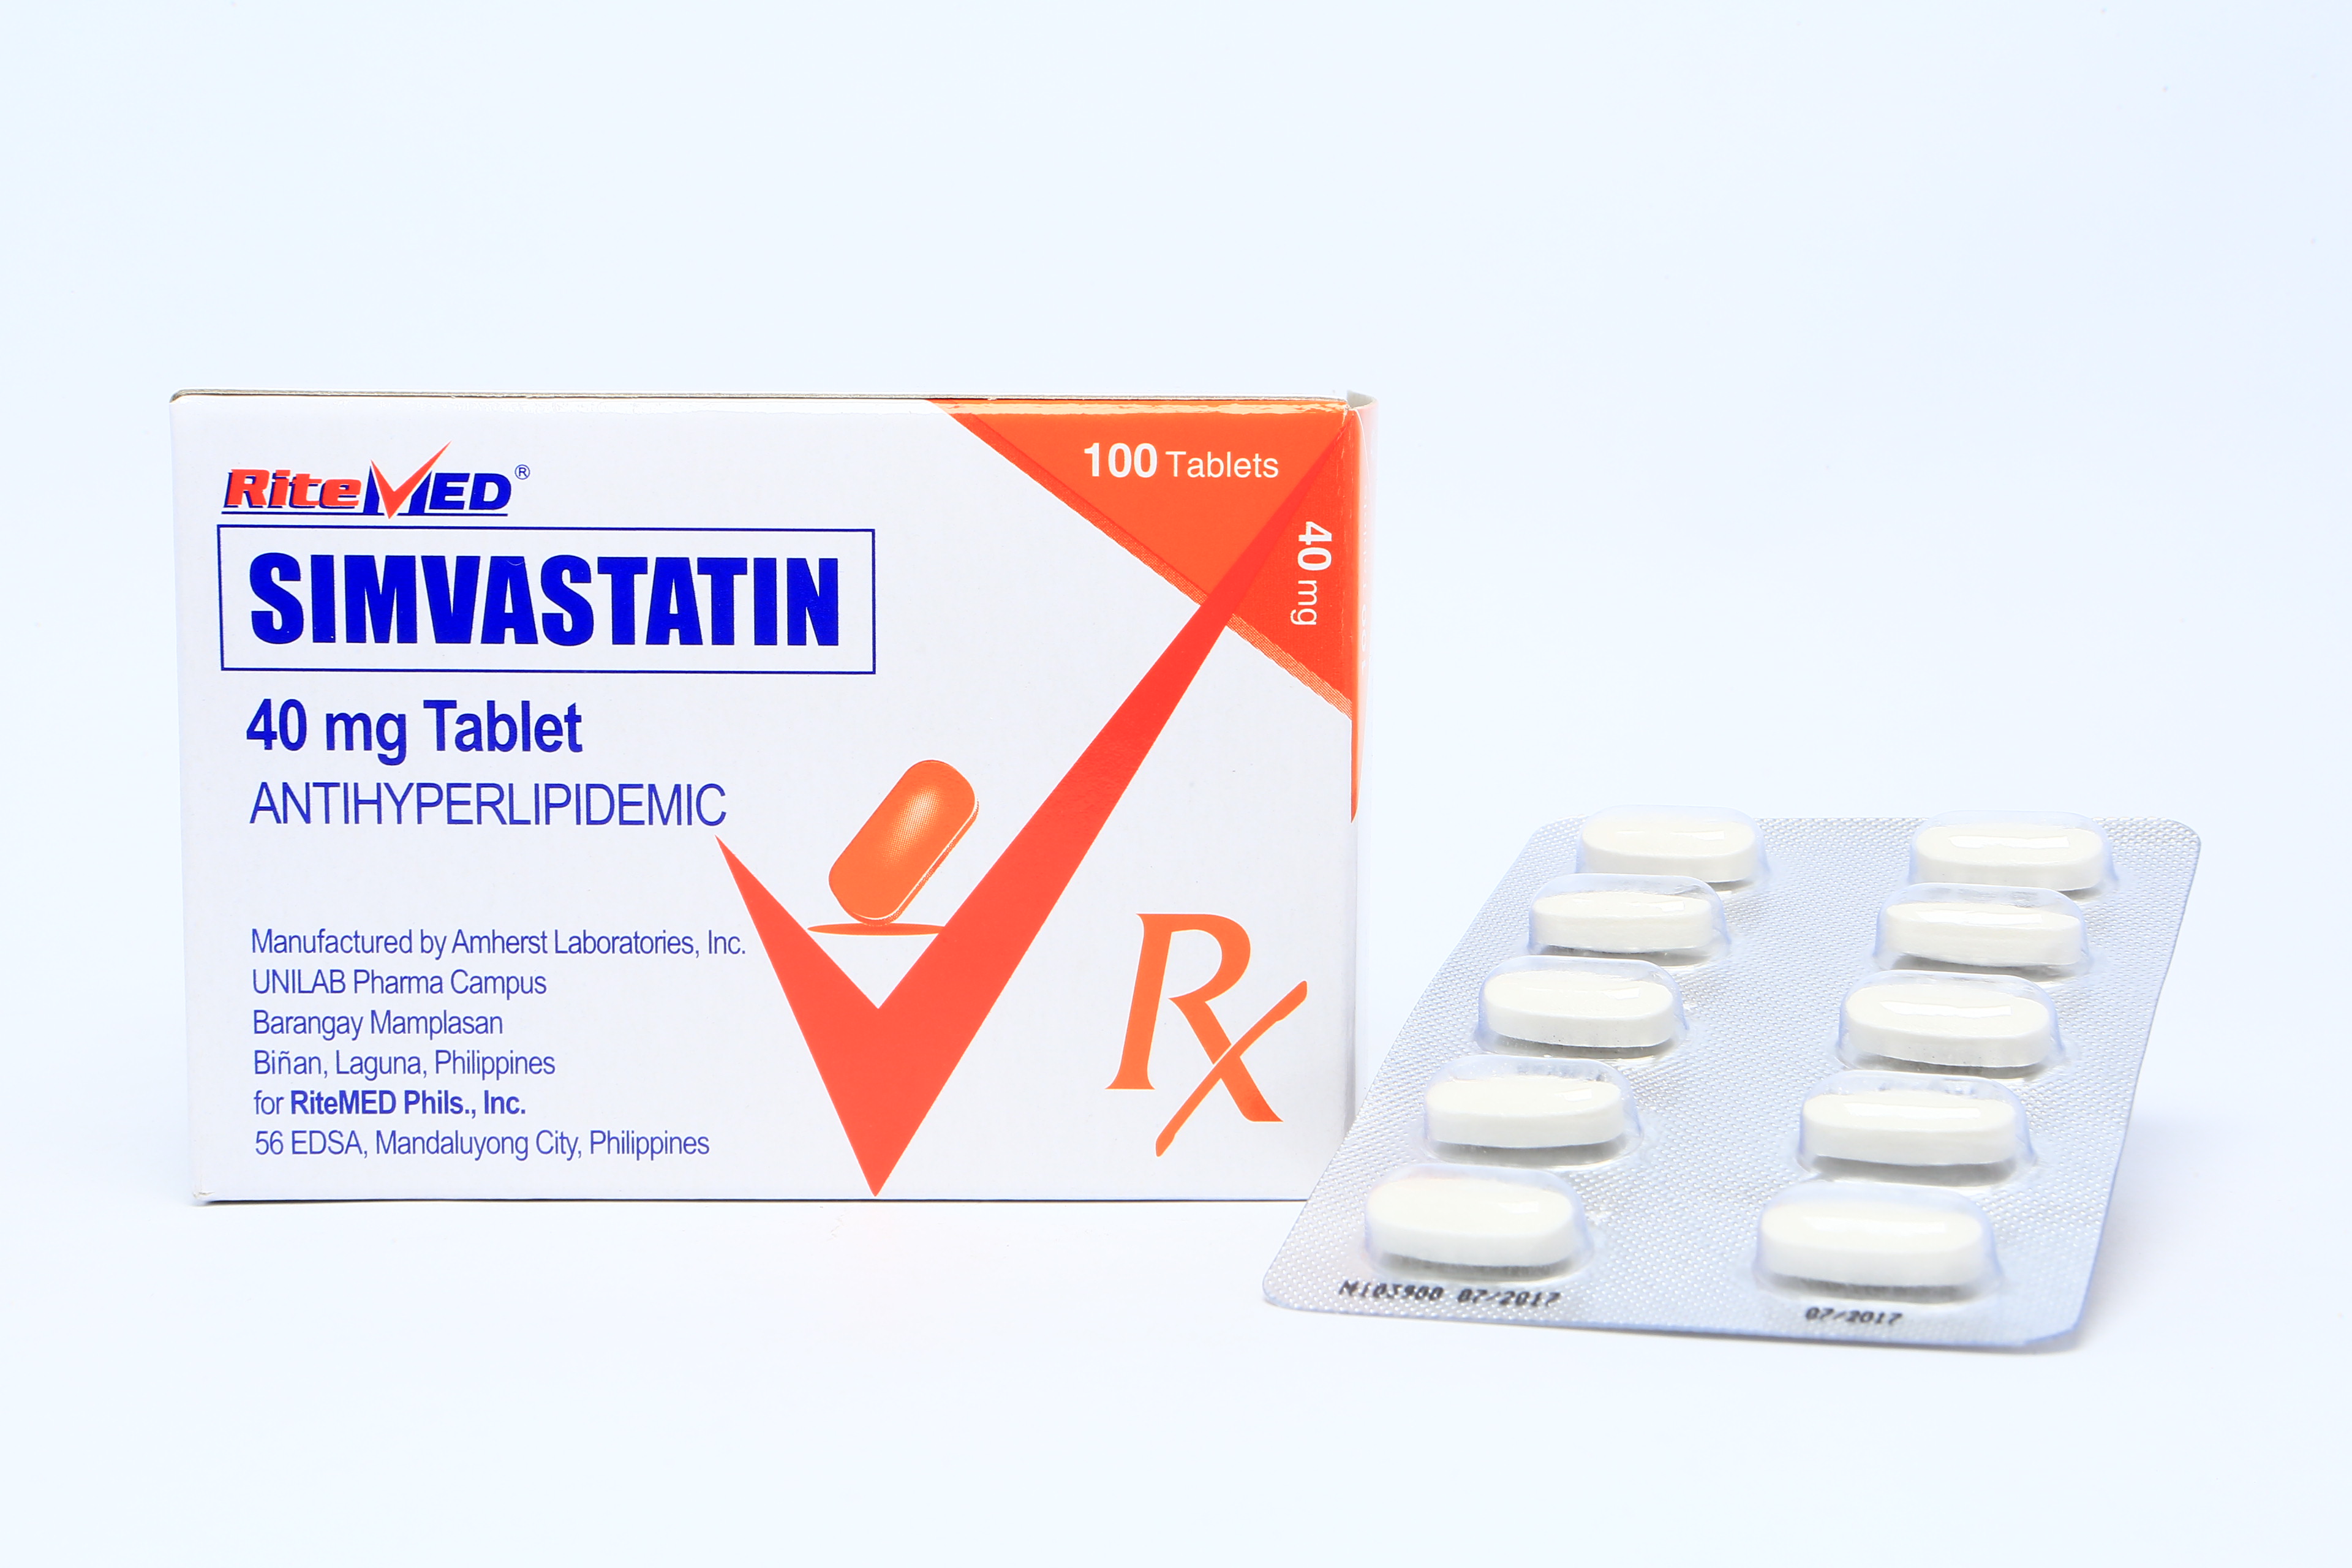 RiteMED®
SIMVASTATIN
40 mg Tablet
ANTIHYPERLIPIDEMIC
Manufactured by Amherst Laboratories, Inc.
UNILAB Pharma Campus
Barangay Mamplasan
Biñan, Laguna, Philippines
for RiteMED Phils., Inc.
56 EDSA, Mandaluyong City, Philippines
100 Tablets
40 mg
Rx
07/2017
07/2017